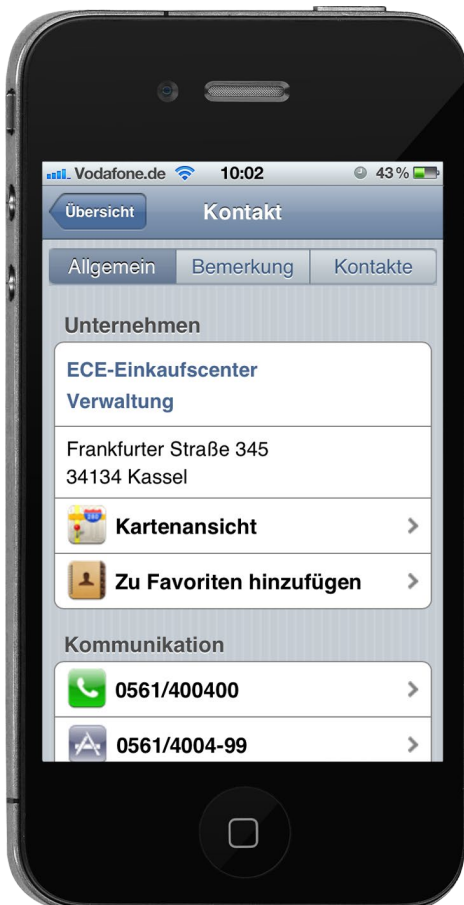 Vodafone.de 10:02 43 %
Übersicht Kontakt
Allgemein Bemerkung Kontakte
Unternehmen
ECE-Einkaufscenter
Verwaltung
Frankfurter Straße 345
34134 Kassel
280
Kartenansicht
Zu Favoriten hinzufügen
Kommunikation
0561/400400
0561/4004-99